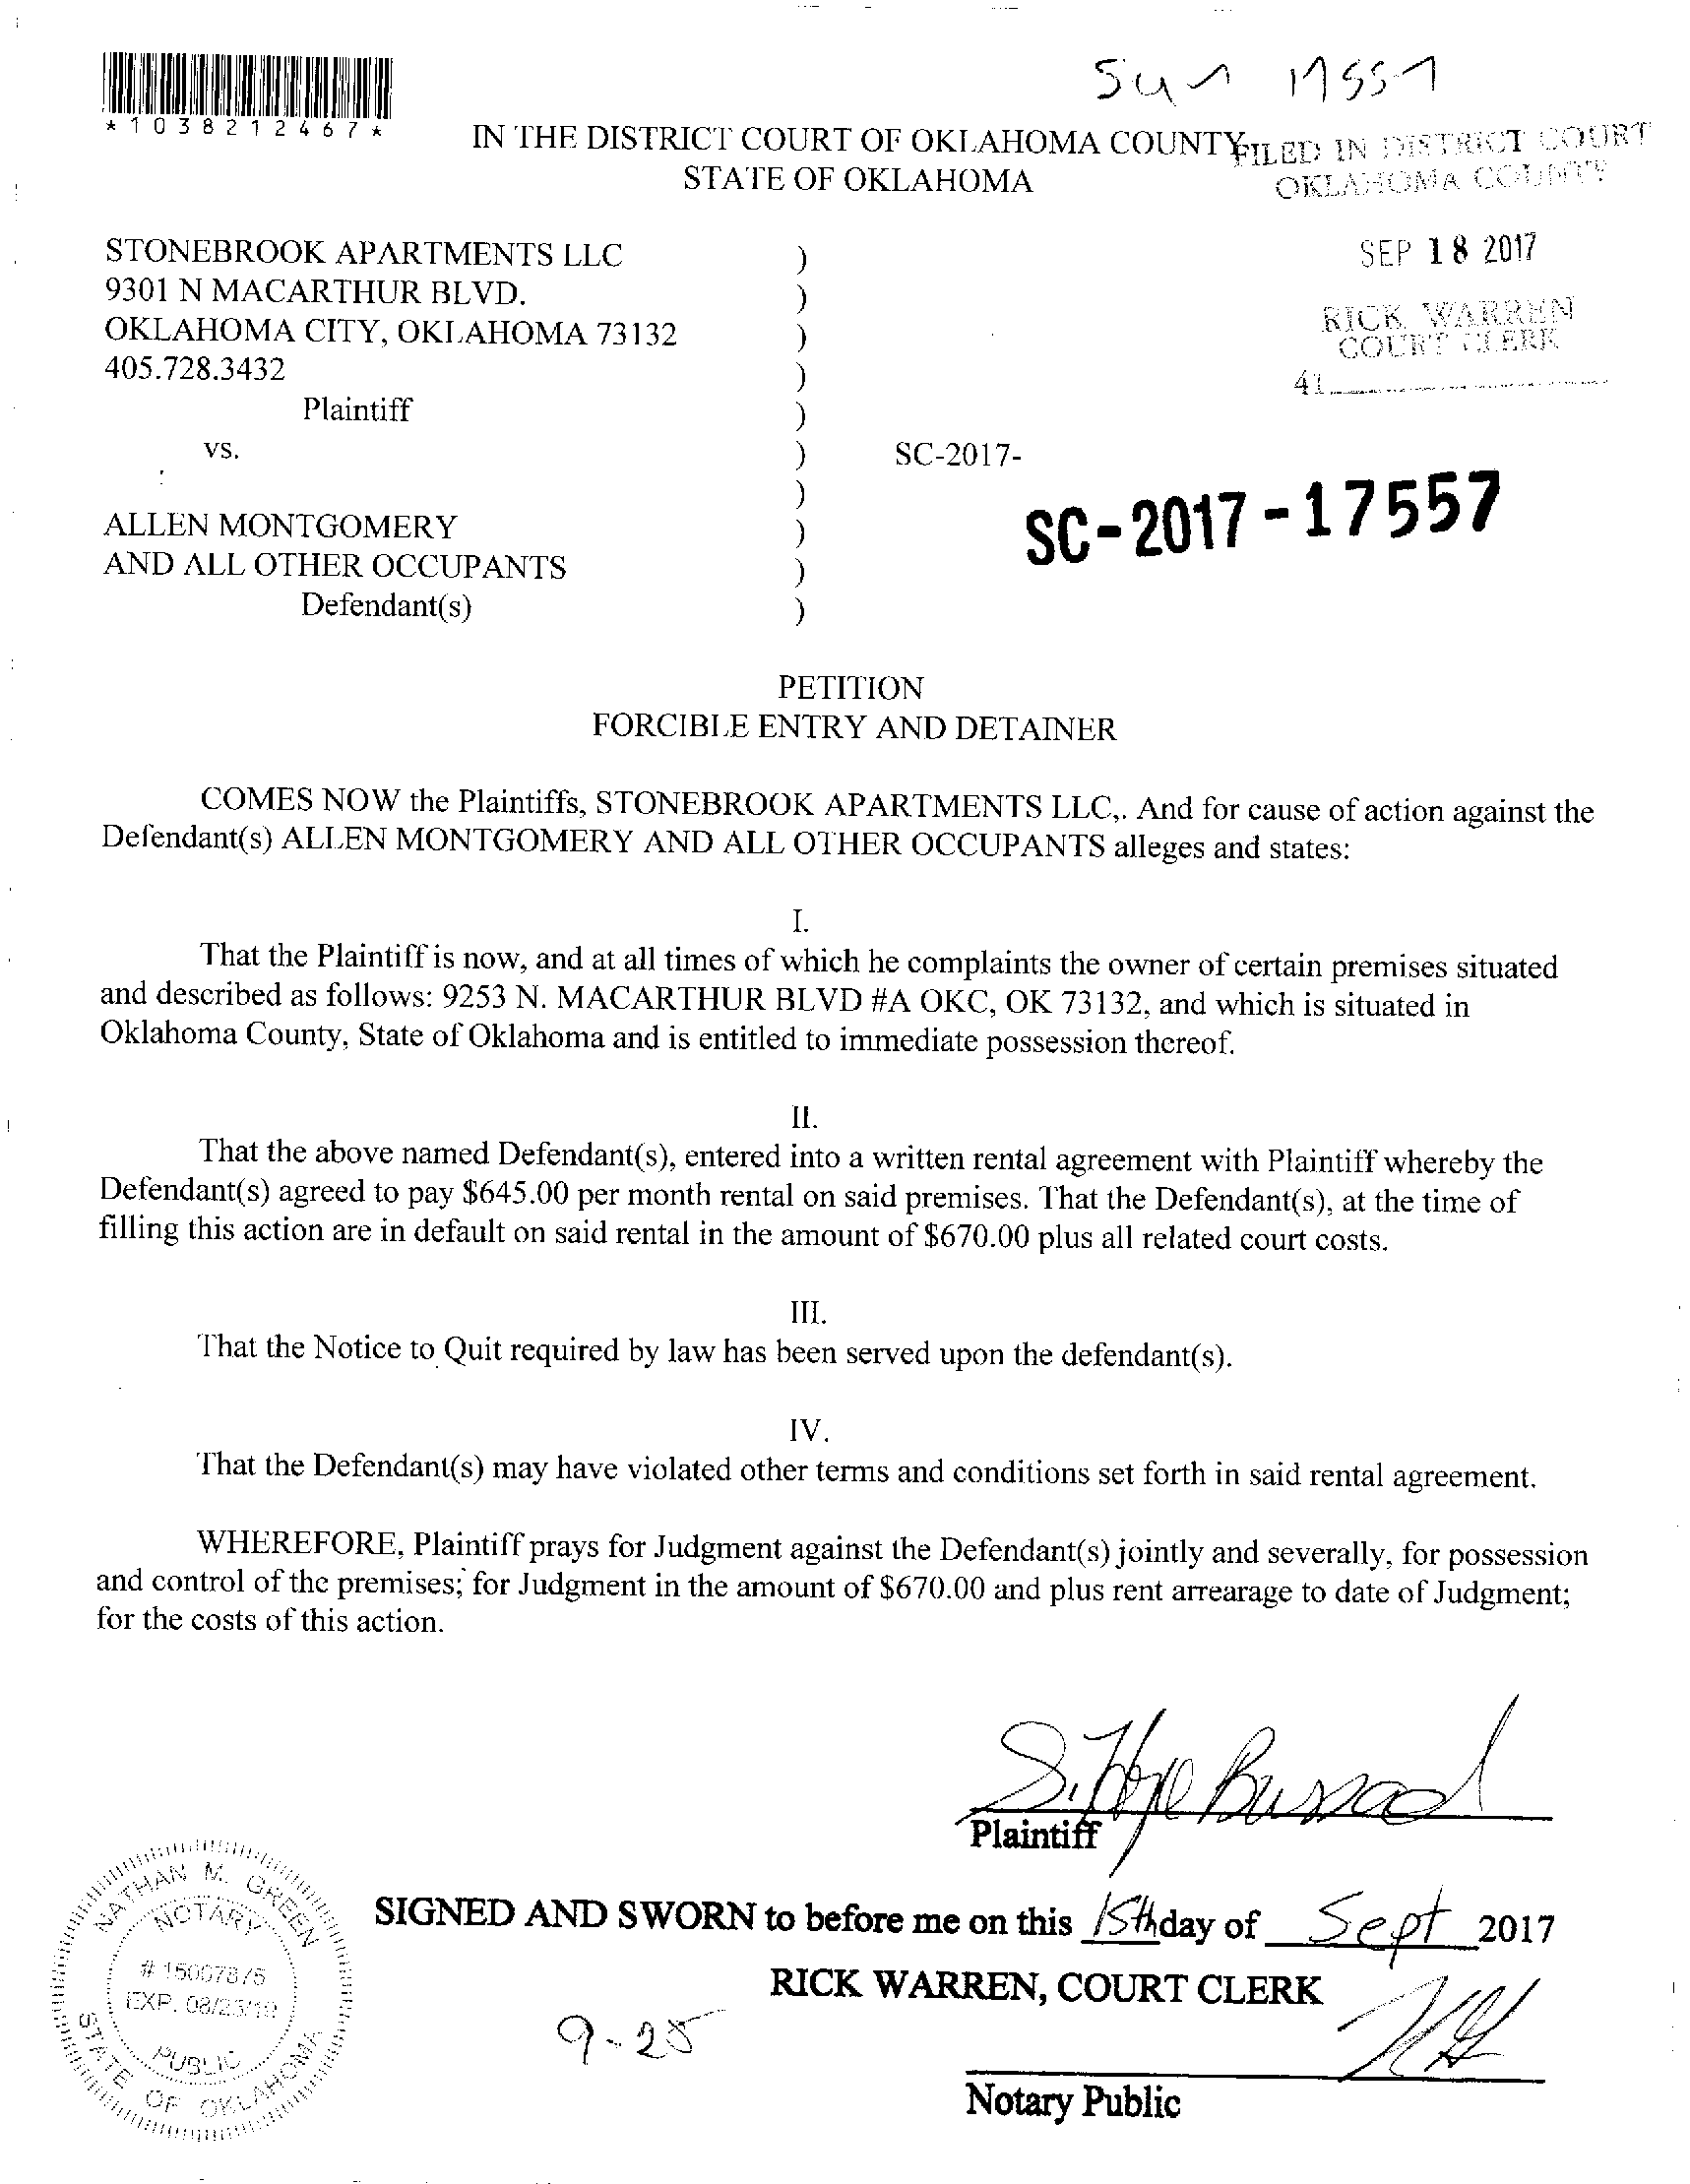 *1038212467*
IN THE DISTRICT COURT OF OKLAHOMA COUNTY
STATE OF OKLAHOMA
FILED IN DISTRICT COURT
OKLAHOMA COUNTY
SEP 18 2017
RICK WARREN
COURT CLERK
41
STONEBROOK APARTMENTS LLC )
9301 N MACARTHUR BLVD. )
OKLAHOMA CITY, OKLAHOMA 73132 )
405.728.3432 )
Plaintiff )
vs. ) SC-2017-
)
SC-2017-17557
ALLEN MONTGOMERY )
AND ALL OTHER OCCUPANTS )
Defendant(s) )
PETITION
FORCIBLE ENTRY AND DETAINER
COMES NOW the Plaintiffs, STONEBROOK APARTMENTS LLC,. And for cause of action against the
Defendant(s) ALLEN MONTGOMERY AND ALL OTHER OCCUPANTS alleges and states:
I.
That the Plaintiff is now, and at all times of which he complaints the owner of certain premises situated
and described as follows: 9253 N. MACARTHUR BLVD #A OKC, OK 73132, and which is situated in
Oklahoma County, State of Oklahoma and is entitled to immediate possession thereof.
II.
That the above named Defendant(s), entered into a written rental agreement with Plaintiff whereby the
Defendant(s) agreed to pay $645.00 per month rental on said premises. That the Defendant(s), at the time of
filling this action are in default on said rental in the amount of $670.00 plus all related court costs.
III.
That the Notice to Quit required by law has been served upon the defendant(s).
IV.
That the Defendant(s) may have violated other terms and conditions set forth in said rental agreement.
WHEREFORE, Plaintiff prays for Judgment against the Defendant(s) jointly and severally, for possession
and control of the premises; for Judgment in the amount of $670.00 and plus rent arrearage to date of Judgment;
for the costs of this action.
Plaintiff
SIGNED AND SWORN to before me on this 15th day of Sept 2017
RICK WARREN, COURT CLERK
9-25
Notary Public
NATHAN M. GREEN
NOTARY
# 15007875
EXP. 08/23/19
PUBLIC
STATE OF OKLAHOMA